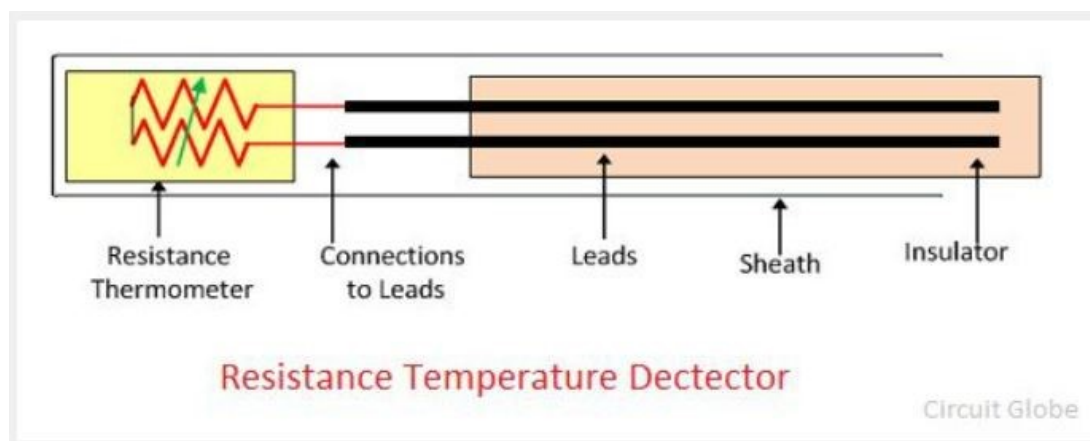 Resistance
Thermometer
Connections
to Leads
Leads
Sheath
Insulator
Resistance Temperature Dectector
Circuit Globe